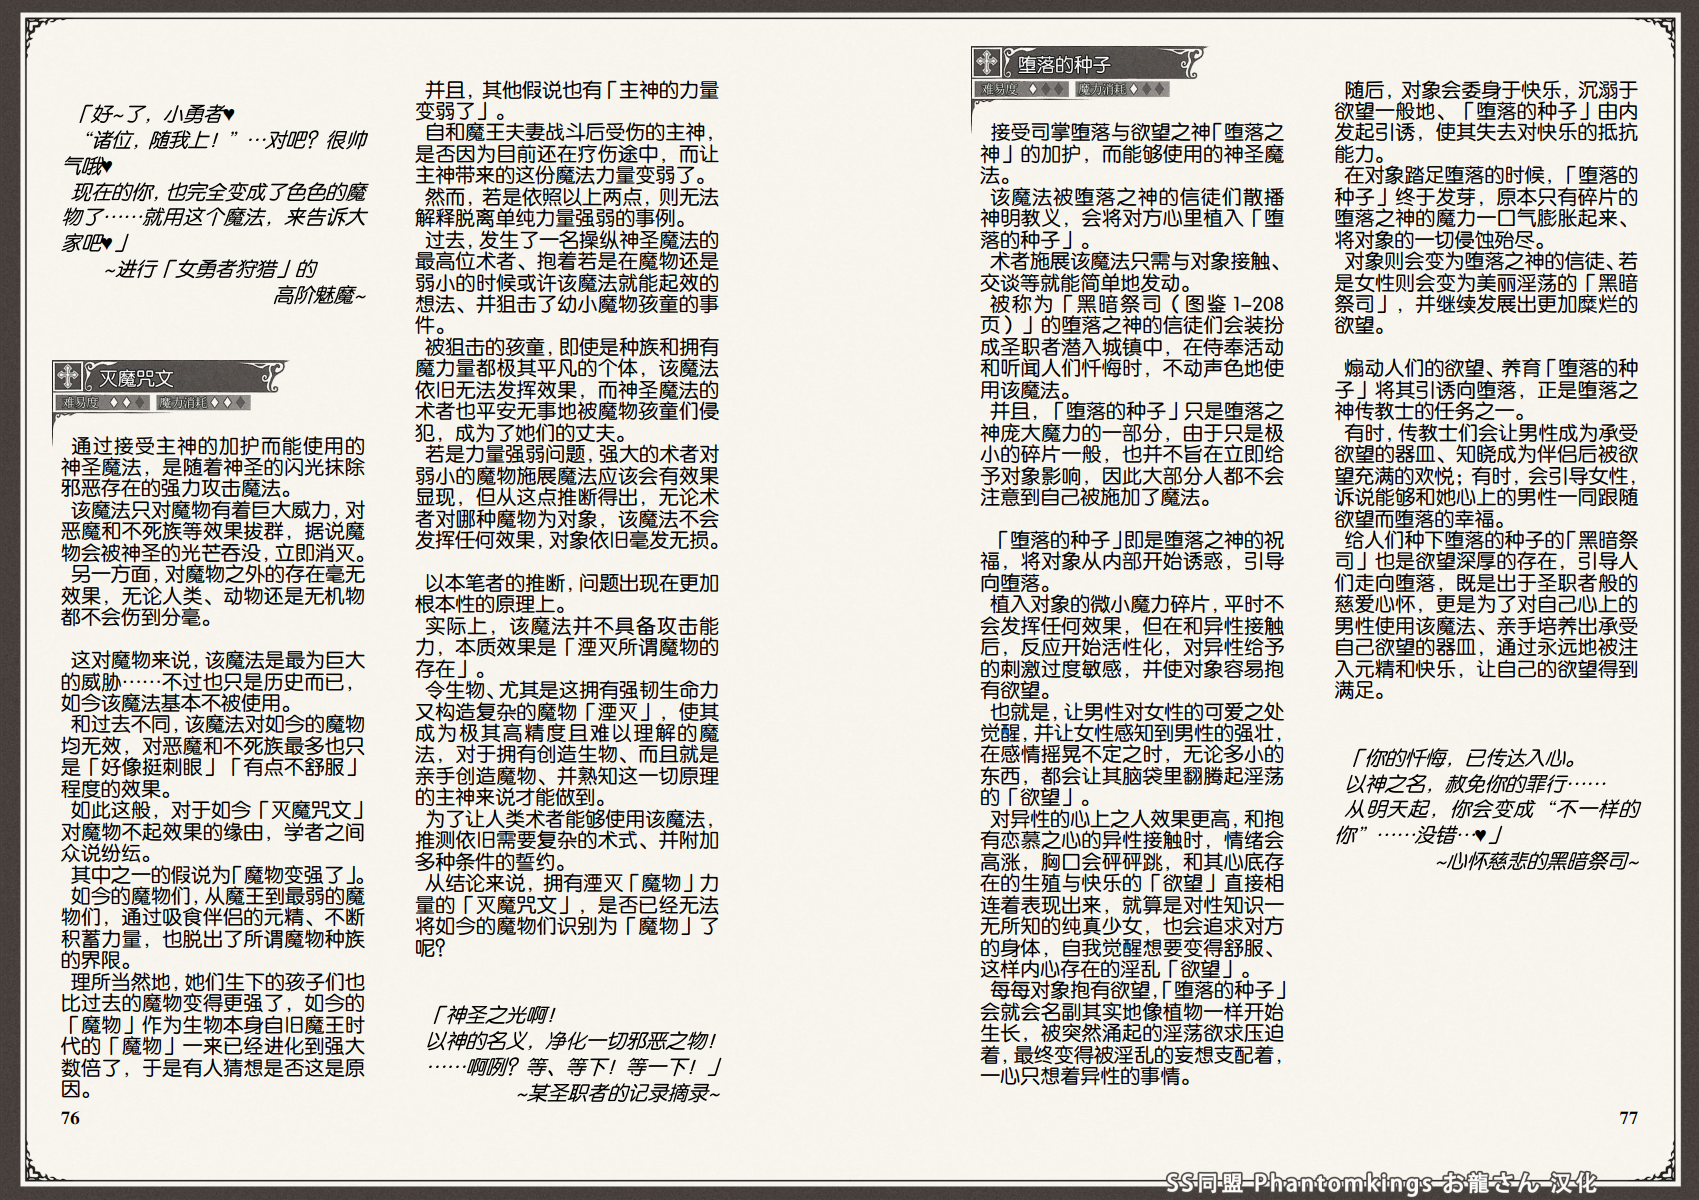 「好~了，小勇者♥
“诸位，随我上！”…对吧？很帅
气哦♥
现在的你，也完全变成了色色的魔
物了……就用这个魔法，来告诉大
家吧♥」
~进行「女勇者狩猎」的
高阶魅魔~
灭魔咒文
难易度 ♦♦♦ 魔力消耗♦♦♦
通过接受主神的加护而能使用的
神圣魔法，是随着神圣的闪光抹除
邪恶存在的强力攻击魔法。
该魔法只对魔物有着巨大威力，对
恶魔和不死族等效果拔群，据说魔
物会被神圣的光芒吞没，立即消灭。
另一方面，对魔物之外的存在毫无
效果，无论人类、动物还是无机物
都不会伤到分毫。
这对魔物来说，该魔法是最为巨大
的威胁……不过也只是历史而已，
如今该魔法基本不被使用。
和过去不同，该魔法对如今的魔物
均无效，对恶魔和不死族最多也只
是「好像挺刺眼」「有点不舒服」
程度的效果。
如此这般，对于如今「灭魔咒文」
对魔物不起效果的缘由，学者之间
众说纷纭。
其中之一的假说为「魔物变强了」。
如今的魔物们，从魔王到最弱的魔
物们，通过吸食伴侣的元精、不断
积蓄力量，也脱出了所谓魔物种族
的界限。
理所当然地，她们生下的孩子们也
比过去的魔物变得更强了，如今的
「魔物」作为生物本身自旧魔王时
代的「魔物」一来已经进化到强大
数倍了，于是有人猜想是否这是原
因。
76
并且，其他假说也有「主神的力量
变弱了」。
自和魔王夫妻战斗后受伤的主神，
是否因为目前还在疗伤途中，而让
主神带来的这份魔法力量变弱了。
然而，若是依照以上两点，则无法
解释脱离单纯力量强弱的事例。
过去，发生了一名操纵神圣魔法的
最高位术者、抱着若是在魔物还是
弱小的时候或许该魔法就能起效的
想法、并狙击了幼小魔物孩童的事
件。
被狙击的孩童，即使是种族和拥有
魔力量都极其平凡的个体，该魔法
依旧无法发挥效果，而神圣魔法的
术者也平安无事地被魔物孩童们侵
犯，成为了她们的丈夫。
若是力量强弱问题，强大的术者对
弱小的魔物施展魔法应该会有效果
显现，但从这点推断得出，无论术
者对哪种魔物为对象，该魔法不会
发挥任何效果，对象依旧毫发无损。
以本笔者的推断，问题出现在更加
根本性的原理上。
实际上，该魔法并不具备攻击能
力，本质效果是「湮灭所谓魔物的
存在」。
令生物、尤其是这拥有强韧生命力
又构造复杂的魔物「湮灭」，使其
成为极其高精度且难以理解的魔
法，对于拥有创造生物、而且就是
亲手创造魔物、并熟知这一切原理
的主神来说才能做到。
为了让人类术者能够使用该魔法，
推测依旧需要复杂的术式、并附加
多种条件的誓约。
从结论来说，拥有湮灭「魔物」力
量的「灭魔咒文」，是否已经无法
将如今的魔物们识别为「魔物」了
呢？
「神圣之光啊！
以神的名义，净化一切邪恶之物！
……啊咧？等、等下！等一下！」
~某圣职者的记录摘录~
堕落的种子
难易度 ♦♦♦ 魔力消耗♦♦♦
接受司掌堕落与欲望之神「堕落之
神」的加护，而能够使用的神圣魔
法。
该魔法被堕落之神的信徒们散播
神明教义，会将对方心里植入「堕
落的种子」。
术者施展该魔法只需与对象接触、
交谈等就能简单地发动。
被称为「黑暗祭司（图鉴 1–208
页）」的堕落之神的信徒们会装扮
成圣职者潜入城镇中，在侍奉活动
和听闻人们忏悔时，不动声色地使
用该魔法。
并且，「堕落的种子」只是堕落之
神庞大魔力的一部分，由于只是极
小的碎片一般，也并不旨在立即给
予对象影响，因此大部分人都不会
注意到自己被施加了魔法。
「堕落的种子」即是堕落之神的祝
福，将对象从内部开始诱惑，引导
向堕落。
植入对象的微小魔力碎片，平时不
会发挥任何效果，但在和异性接触
后，反应开始活性化，对异性给予
的刺激过度敏感，并使对象容易抱
有欲望。
也就是，让男性对女性的可爱之处
觉醒，并让女性感知到男性的强壮，
在感情摇晃不定之时，无论多小的
东西，都会让其脑袋里翻腾起淫荡
的「欲望」。
对异性的心上之人效果更高，和抱
有恋慕之心的异性接触时，情绪会
高涨，胸口会砰砰跳，和其心底存
在的生殖与快乐的「欲望」直接相
连着表现出来，就算是对性知识一
无所知的纯真少女，也会追求对方
的身体，自我觉醒想要变得舒服、
这样内心存在的淫乱「欲望」。
每每对象抱有欲望，「堕落的种子」
会就会名副其实地像植物一样开始
生长，被突然涌起的淫荡欲求压迫
着，最终变得被淫乱的妄想支配着，
一心只想着异性的事情。
随后，对象会委身于快乐，沉溺于
欲望一般地、「堕落的种子」由内
发起引诱，使其失去对快乐的抵抗
能力。
在对象踏足堕落的时候，「堕落的
种子」终于发芽，原本只有碎片的
堕落之神的魔力一口气膨胀起来、
将对象的一切侵蚀殆尽。
对象则会变为堕落之神的信徒、若
是女性则会变为美丽淫荡的「黑暗
祭司」，并继续发展出更加糜烂的
欲望。
煽动人们的欲望、养育「堕落的种
子」将其引诱向堕落，正是堕落之
神传教士的任务之一。
有时，传教士们会让男性成为承受
欲望的器皿、知晓成为伴侣后被欲
望充满的欢悦；有时，会引导女性，
诉说能够和她心上的男性一同跟随
欲望而堕落的幸福。
给人们种下堕落的种子的「黑暗祭
司」也是欲望深厚的存在，引导人
们走向堕落，既是出于圣职者般的
慈爱心怀，更是为了对自己心上的
男性使用该魔法、亲手培养出承受
自己欲望的器皿，通过永远地被注
入元精和快乐，让自己的欲望得到
满足。
「你的忏悔，已传达入心。
以神之名，赦免你的罪行……
从明天起，你会变成“不一样的
你”……没错…♥」
~心怀慈悲的黑暗祭司~
77
SS同盟 Phantomkings お龍さん 汉化